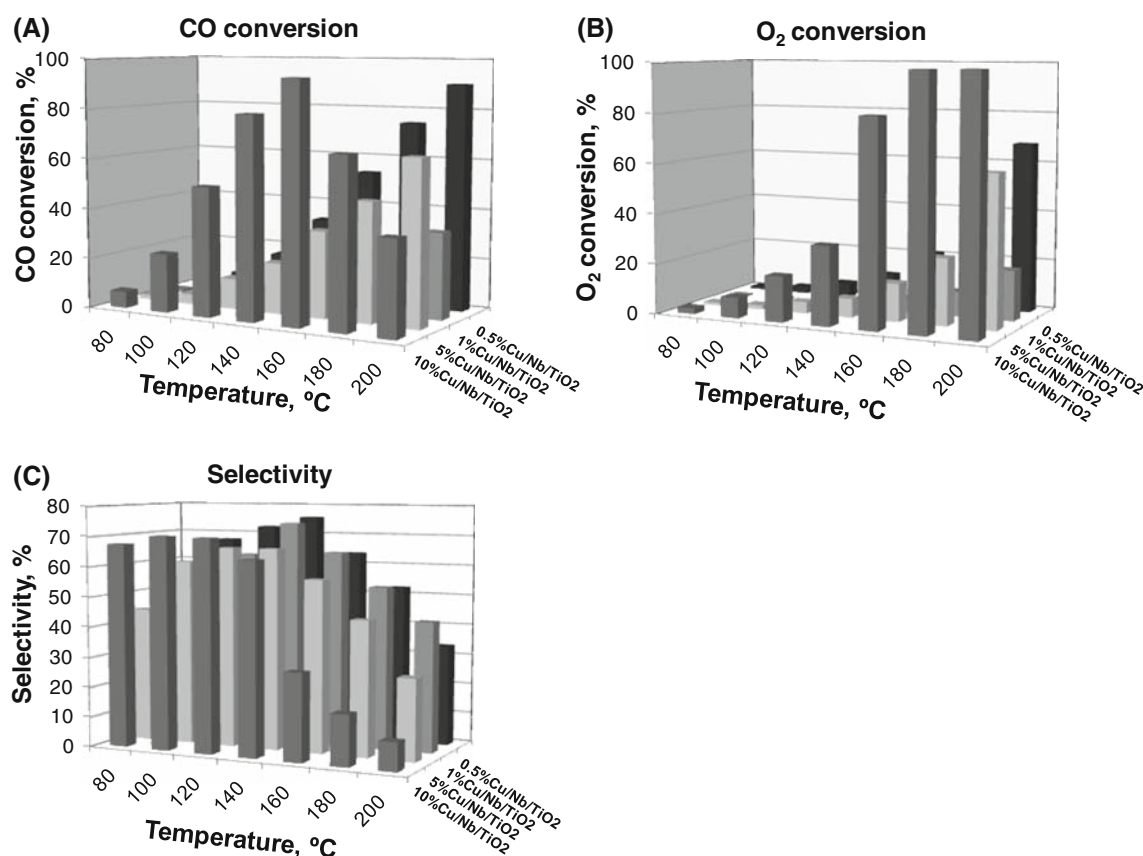 (A)
CO conversion
CO conversion, %
100
80
60
40
20
0
80
100
120
140
160
180
200
Temperature, ºC
0.5%Cu/Nb/TiO2
1%Cu/Nb/TiO2
5%Cu/Nb/TiO2
10%Cu/Nb/TiO2
(B)
O₂ conversion
O₂ conversion, %
100
80
60
40
20
0
80
100
120
140
160
180
200
Temperature, ºC
0.5%Cu/Nb/TiO2
1%Cu/Nb/TiO2
5%Cu/Nb/TiO2
10%Cu/Nb/TiO2
(C)
Selectivity
Selectivity, %
80
70
60
50
40
30
20
10
0
80
100
120
140
160
180
200
Temperature, ºC
0.5%Cu/Nb/TiO2
1%Cu/Nb/TiO2
5%Cu/Nb/TiO2
10%Cu/Nb/TiO2